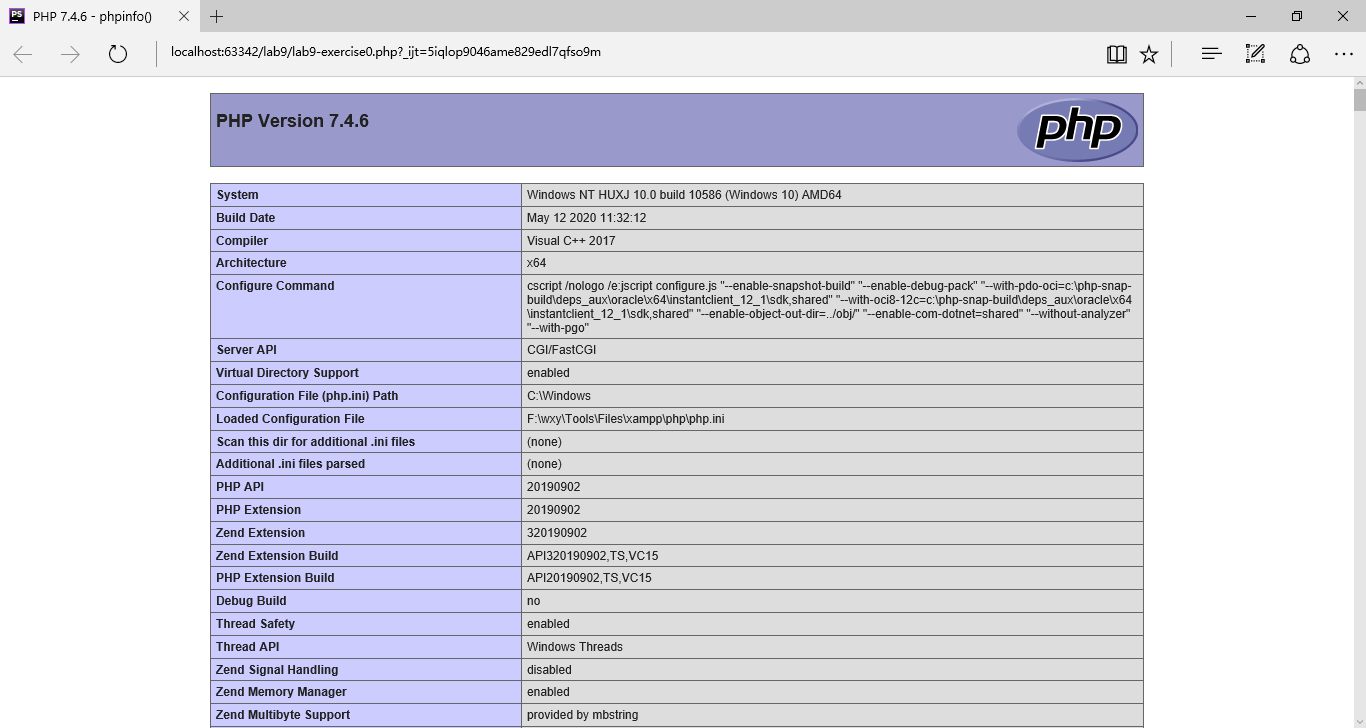 PS PHP 7.4.6 - phpinfo()
localhost:63342/lab9/lab9-exercise0.php?_ijt=5iqlop9046ame829edl7qfso9m
PHP Version 7.4.6
php
System Windows NT HUXJ 10.0 build 10586 (Windows 10) AMD64
Build Date May 12 2020 11:32:12
Compiler Visual C++ 2017
Architecture x64
Configure Command cscript /nologo /e:jscript configure.js "--enable-snapshot-build" "--enable-debug-pack" "--with-pdo-oci=c:\php-snap-
build\deps_aux\oracle\x64\instantclient_12_1\sdk,shared" "--with-oci8-12c=c:\php-snap-build\deps_aux\oracle\x64
\instantclient_12_1\sdk,shared" "--enable-object-out-dir=../obj/" "--enable-com-dotnet=shared" "--without-analyzer"
"--with-pgo"
Server API CGI/FastCGI
Virtual Directory Support enabled
Configuration File (php.ini) Path C:\Windows
Loaded Configuration File F:\wxy\Tools\Files\xampp\php\php.ini
Scan this dir for additional .ini files (none)
Additional .ini files parsed (none)
PHP API 20190902
PHP Extension 20190902
Zend Extension 320190902
Zend Extension Build API320190902,TS,VC15
PHP Extension Build API20190902,TS,VC15
Debug Build no
Thread Safety enabled
Thread API Windows Threads
Zend Signal Handling disabled
Zend Memory Manager enabled
Zend Multibyte Support provided by mbstring